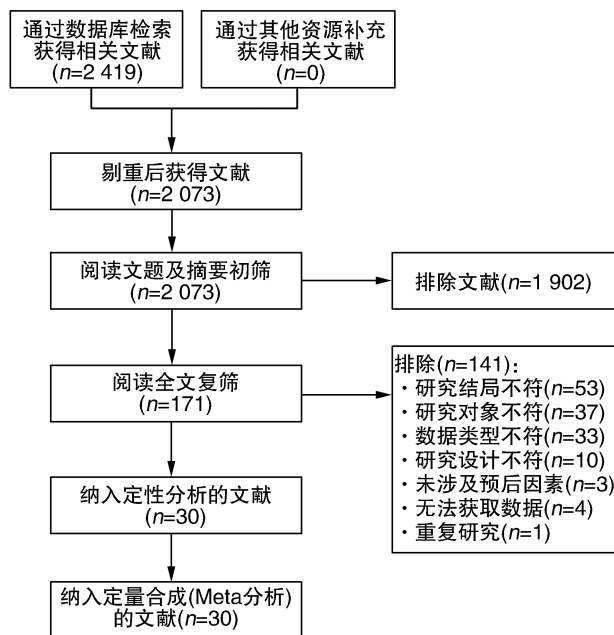 通过数据库检索
获得相关文献
(n=2 419)
通过其他资源补充
获得相关文献
(n=0)
剔重后获得文献
(n=2 073)
阅读文题及摘要初筛
(n=2 073)
排除文献(n=1 902)
阅读全文复筛
(n=171)
排除(n=141)：
·研究结局不符(n=53)
·研究对象不符(n=37)
·数据类型不符(n=33)
·研究设计不符(n=10)
·未涉及预后因素(n=3)
·无法获取数据(n=4)
·重复研究(n=1)
纳入定性分析的文献
(n=30)
纳入定量合成(Meta分析)
的文献(n=30)